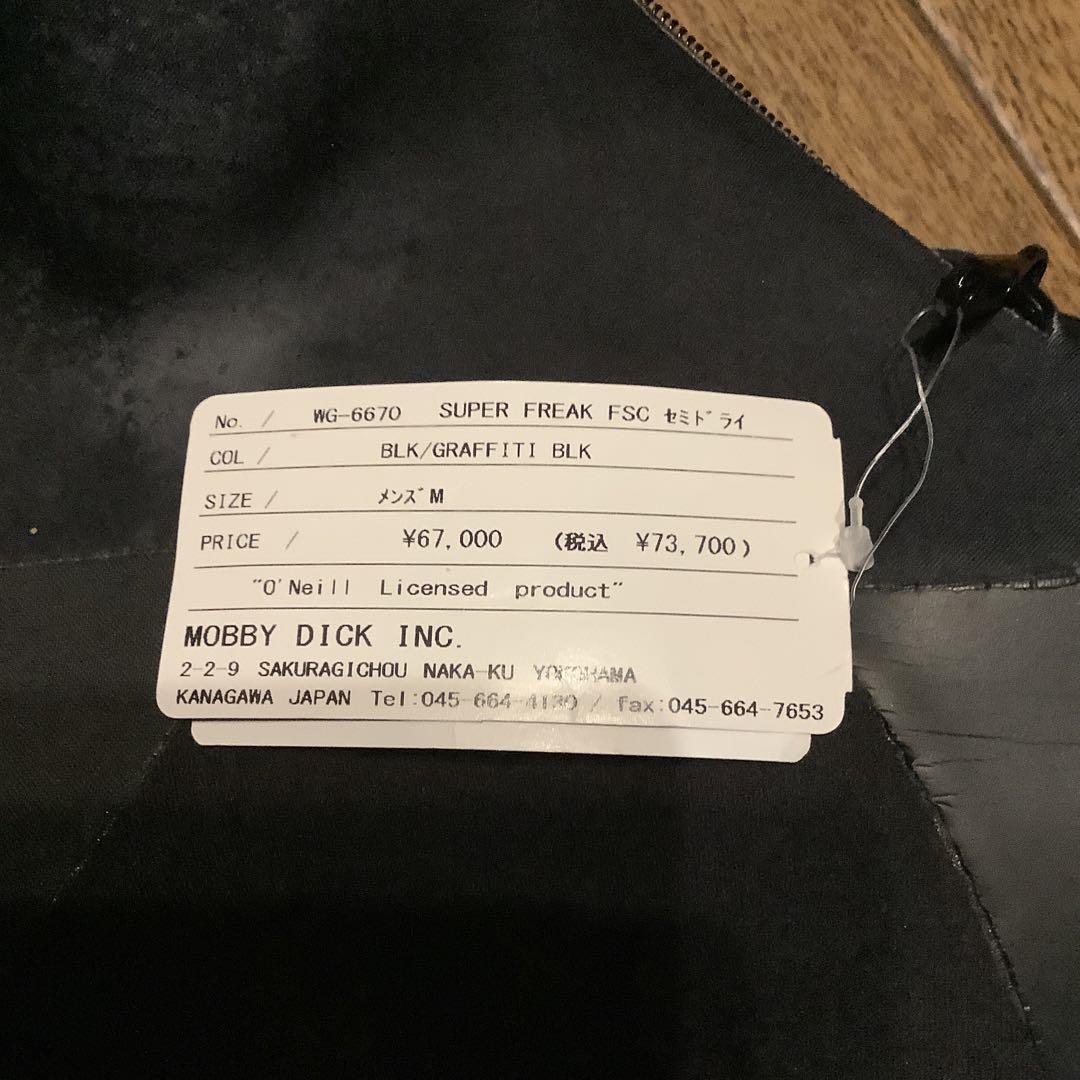 No. / WG-6670 SUPER FREAK FSC ｾﾐﾄﾞﾗｲ
COL / BLK/GRAFFITI BLK
SIZE / ﾒﾝｽﾞM
PRICE / ¥67,000 (税込 ¥73,700)
"O'Neill Licensed product"
MOBBY DICK INC.
2-2-9 SAKURAGICHOU NAKA-KU YOKOHAMA
KANAGAWA JAPAN Tel:045-664-4130 / fax:045-664-7653